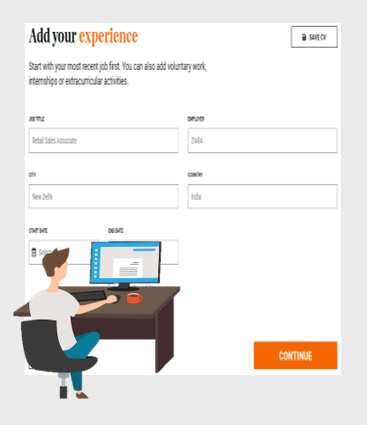 Add your experience
SAVE CV
Start with your most recent job first. You can also add voluntary work,
internships or extracurricular activities.
JOB TITLE
EMPLOYER
Retail Sales Associate
ZARA
CITY
COUNTRY
New Delhi
India
START DATE
END DATE
CONTINUE